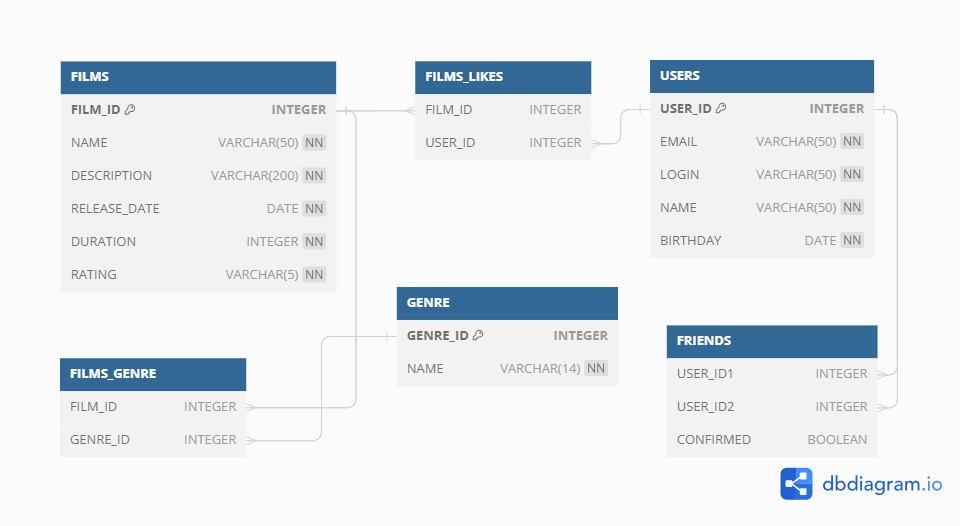 FILMS
FILM_ID INTEGER
NAME VARCHAR(50) NN
DESCRIPTION VARCHAR(200) NN
RELEASE_DATE DATE NN
DURATION INTEGER NN
RATING VARCHAR(5) NN
FILMS_LIKES
FILM_ID INTEGER
USER_ID INTEGER
USERS
USER_ID INTEGER
EMAIL VARCHAR(50) NN
LOGIN VARCHAR(50) NN
NAME VARCHAR(50) NN
BIRTHDAY DATE NN
GENRE
GENRE_ID INTEGER
NAME VARCHAR(14) NN
FILMS_GENRE
FILM_ID INTEGER
GENRE_ID INTEGER
FRIENDS
USER_ID1 INTEGER
USER_ID2 INTEGER
CONFIRMED BOOLEAN
dbdiagram.io